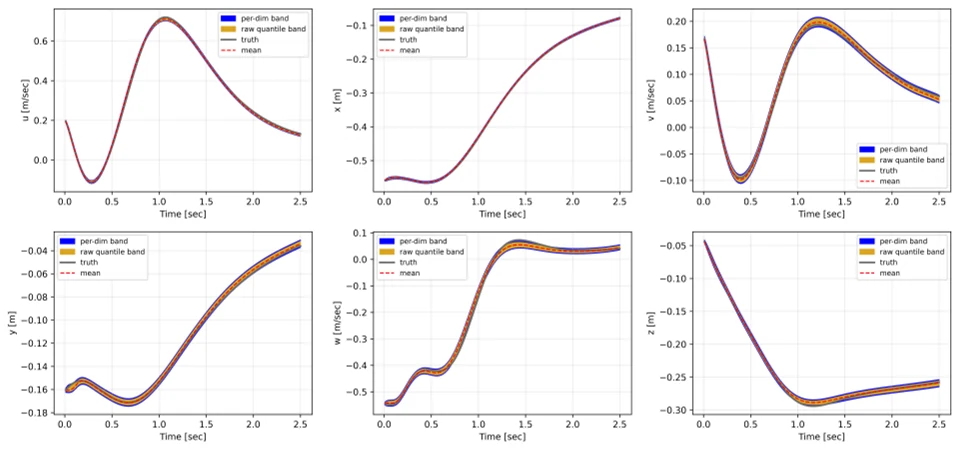 per-dim band
raw quantile band
truth
mean
u [m/sec]
0.6
0.4
0.2
0.0
0.0 0.5 1.0 1.5 2.0 2.5
Time [sec]
per-dim band
raw quantile band
truth
mean
x [m]
−0.1
−0.2
−0.3
−0.4
−0.5
0.0 0.5 1.0 1.5 2.0 2.5
Time [sec]
per-dim band
raw quantile band
truth
mean
v [m/sec]
0.20
0.15
0.10
0.05
0.00
−0.05
−0.10
0.0 0.5 1.0 1.5 2.0 2.5
Time [sec]
per-dim band
raw quantile band
truth
mean
y [m]
−0.04
−0.06
−0.08
−0.10
−0.12
−0.14
−0.16
−0.18
0.0 0.5 1.0 1.5 2.0 2.5
Time [sec]
per-dim band
raw quantile band
truth
mean
w [m/sec]
0.1
0.0
−0.1
−0.2
−0.3
−0.4
−0.5
0.0 0.5 1.0 1.5 2.0 2.5
Time [sec]
per-dim band
raw quantile band
truth
mean
z [m]
−0.05
−0.10
−0.15
−0.20
−0.25
−0.30
0.0 0.5 1.0 1.5 2.0 2.5
Time [sec]